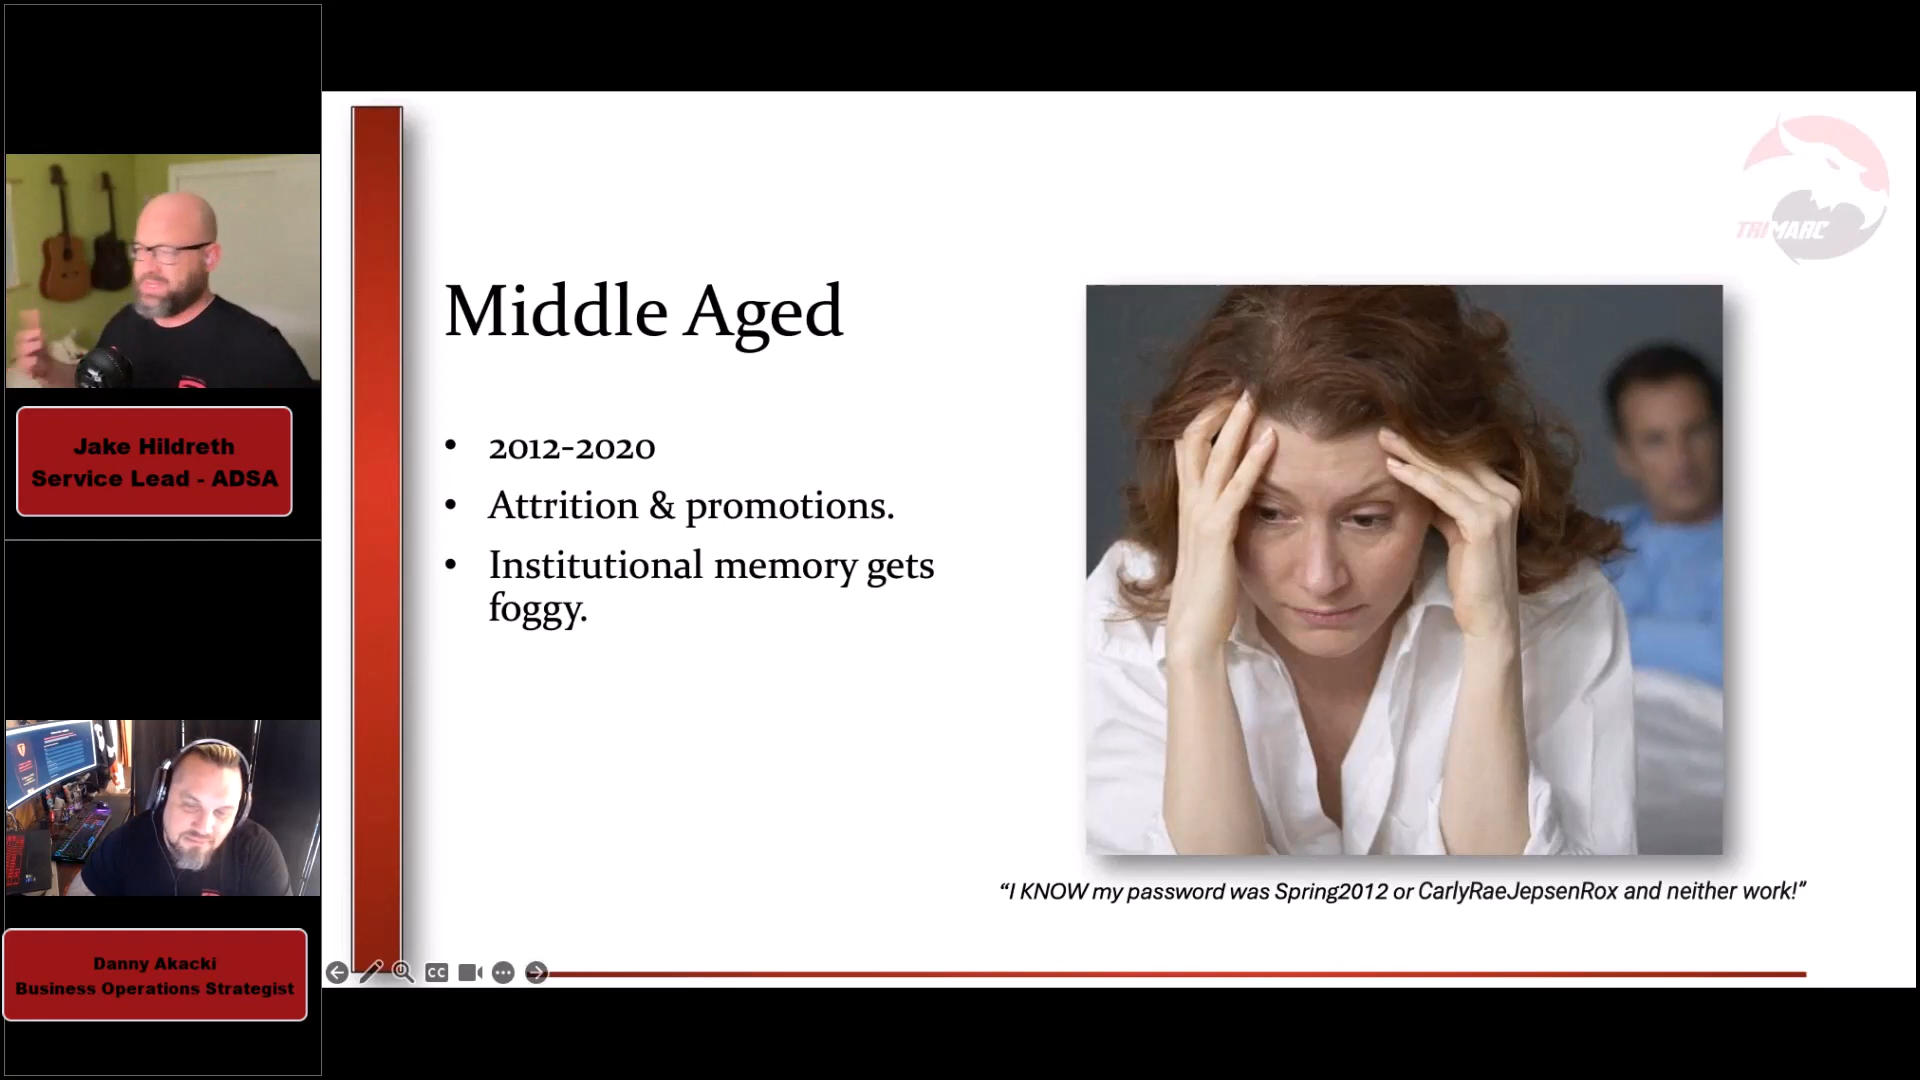 Jake Hildreth
Service Lead - ADSA
Danny Akacki
Business Operations Strategist
TRIMARC
Middle Aged
• 2012-2020
• Attrition & promotions.
• Institutional memory gets
foggy.
“I KNOW my password was Spring2012 or CarlyRaeJepsenRox and neither work!”
CC